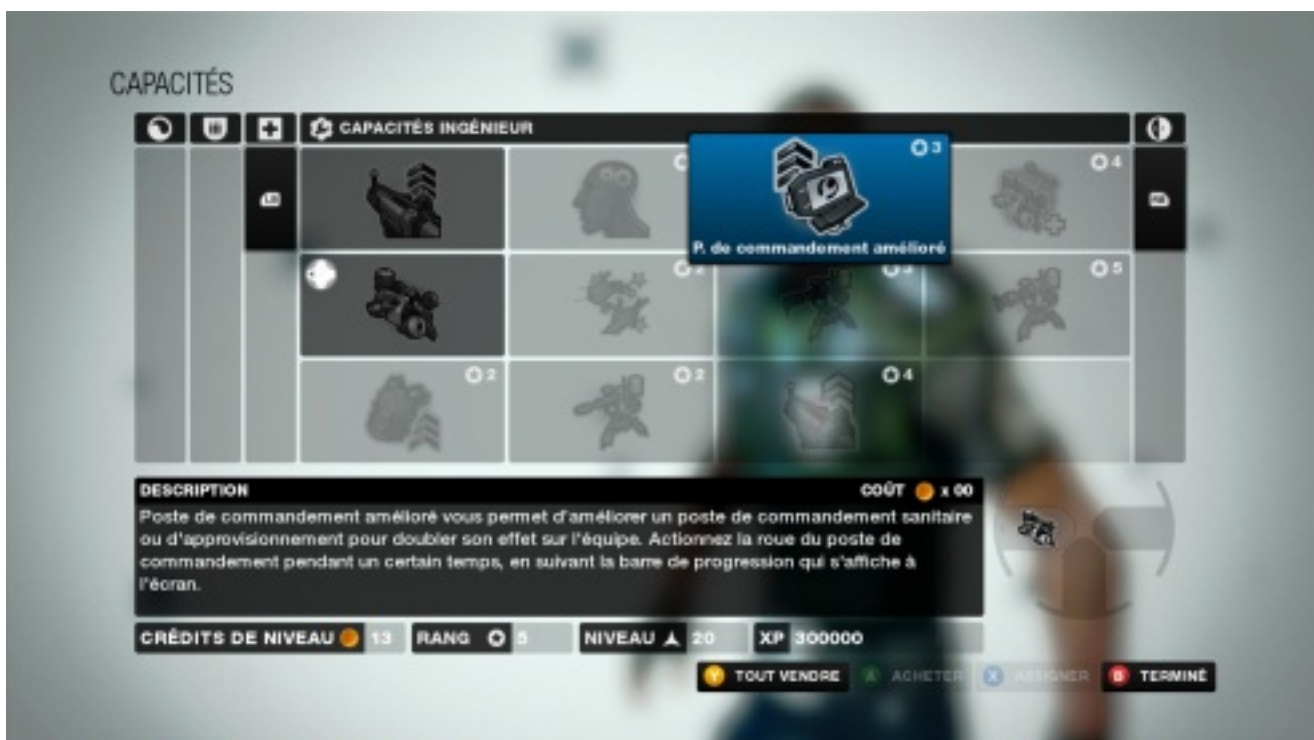 CAPACITÉS
CAPACITÉS INGÉNIEUR
3
4
LB
RB
P. de commandement amélioré
2
3
5
2
2
4
DESCRIPTION
COÛT x 00
Poste de commandement amélioré vous permet d'améliorer un poste de commandement sanitaire
ou d'approvisionnement pour doubler son effet sur l'équipe. Actionnez la roue du poste de
commandement pendant un certain temps, en suivant la barre de progression qui s'affiche à
l'écran.
CRÉDITS DE NIVEAU 13 RANG 5 NIVEAU 20 XP 300000
Y TOUT VENDRE A ACHETER X ASSIGNER B TERMINÉ